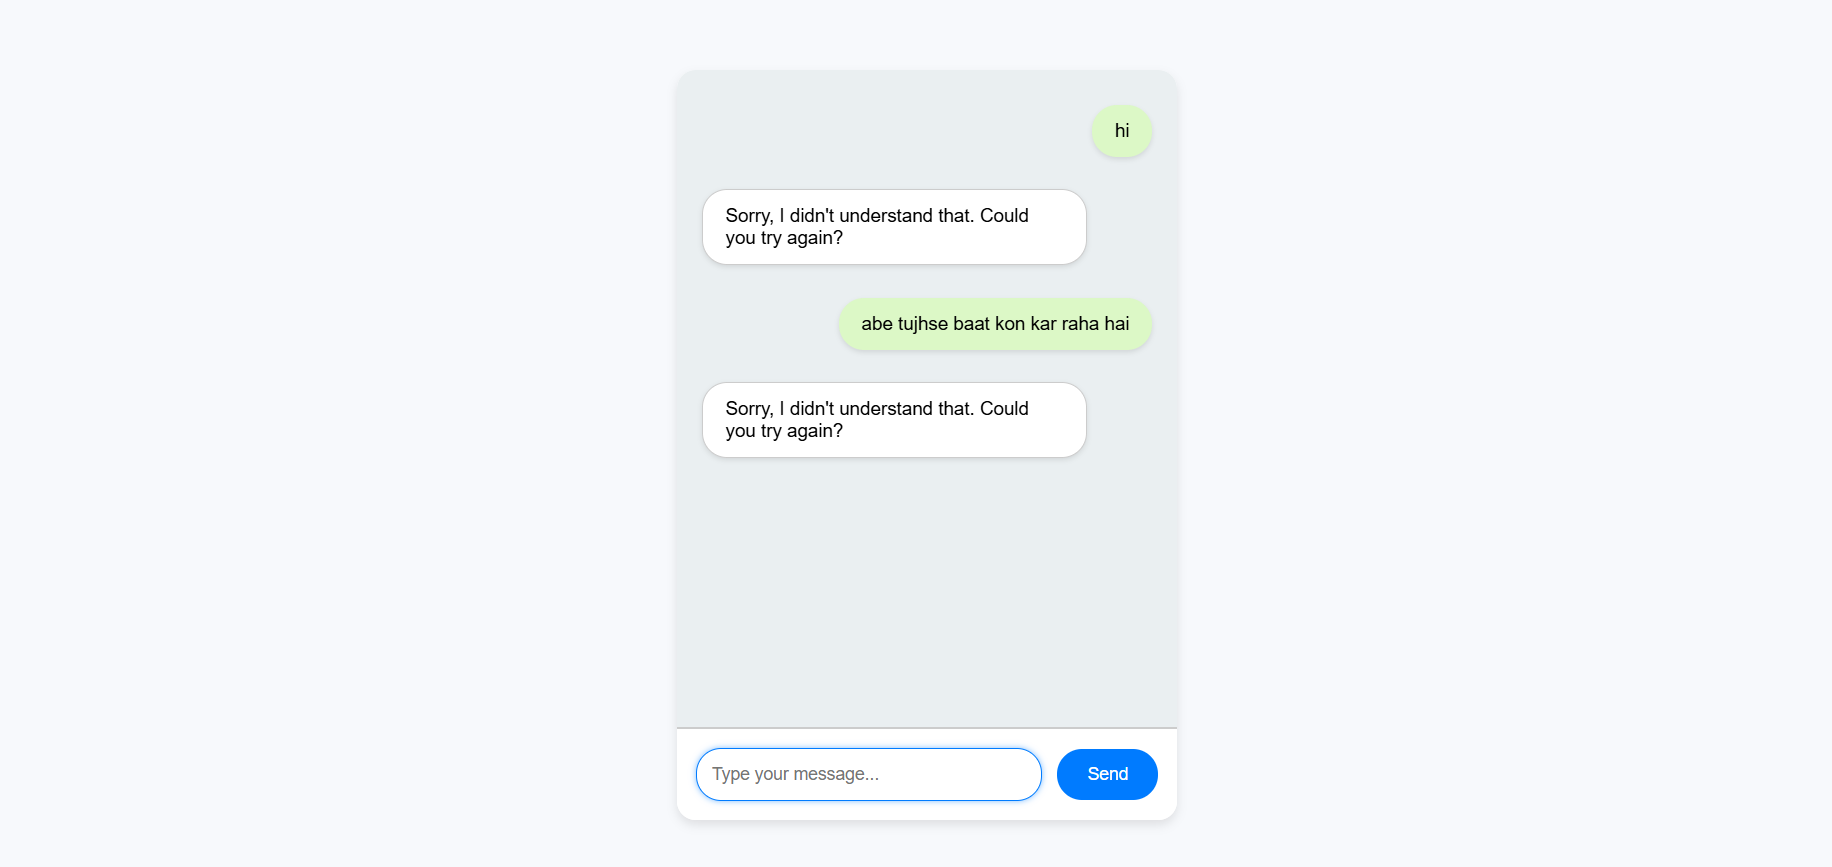 hi
Sorry, I didn't understand that. Could
you try again?
abe tujhse baat kon kar raha hai
Sorry, I didn't understand that. Could
you try again?
Type your message...
Send